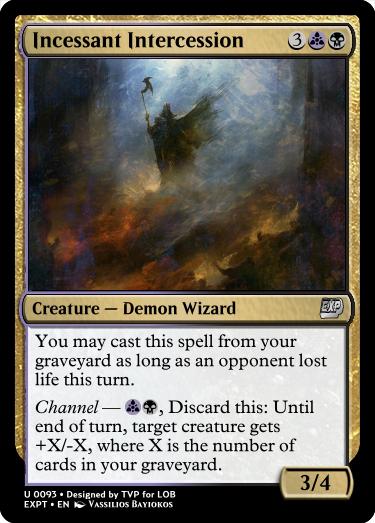 Incessant Intercession 3
Creature — Demon Wizard EXP
You may cast this spell from your
graveyard as long as an opponent lost
life this turn.
Channel — , Discard this: Until
end of turn, target creature gets
+X/-X, where X is the number of
cards in your graveyard.
3/4
U 0093 • Designed by TVP for LOB
EXPT • EN Vassilios Bayiokos